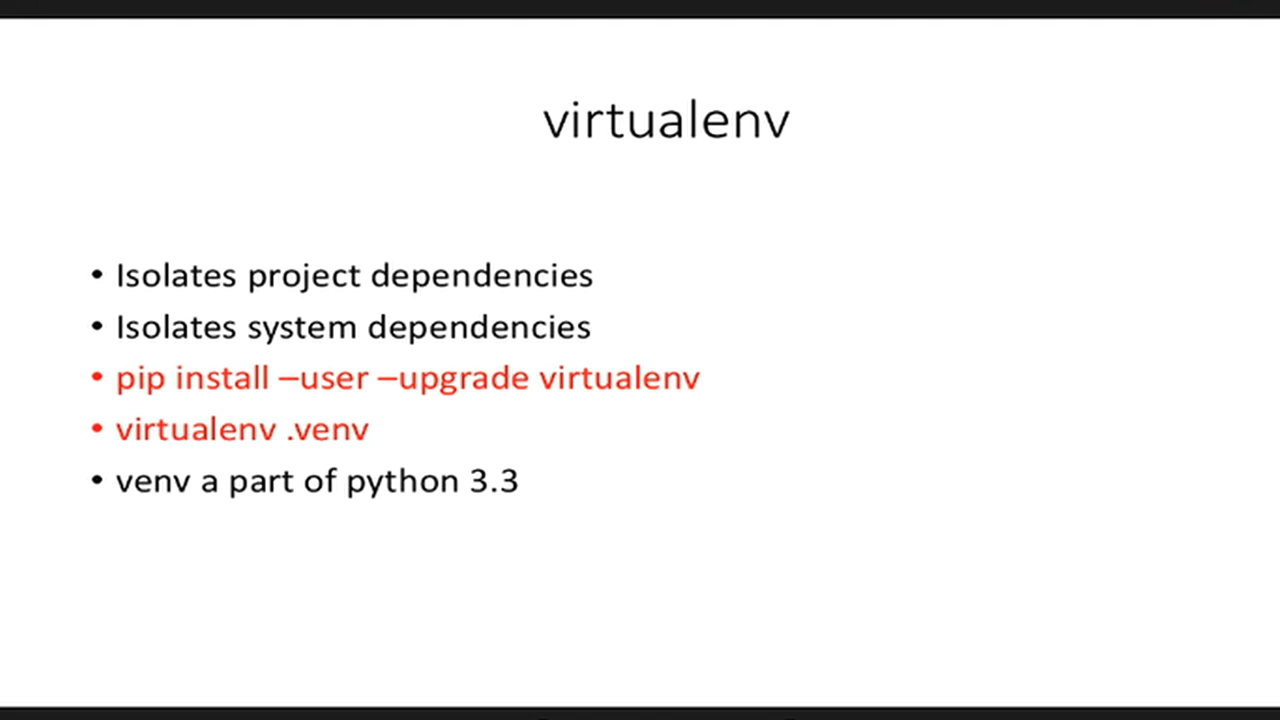 virtualenv
• Isolates project dependencies
• Isolates system dependencies
• pip install –user –upgrade virtualenv
• virtualenv .venv
• venv a part of python 3.3